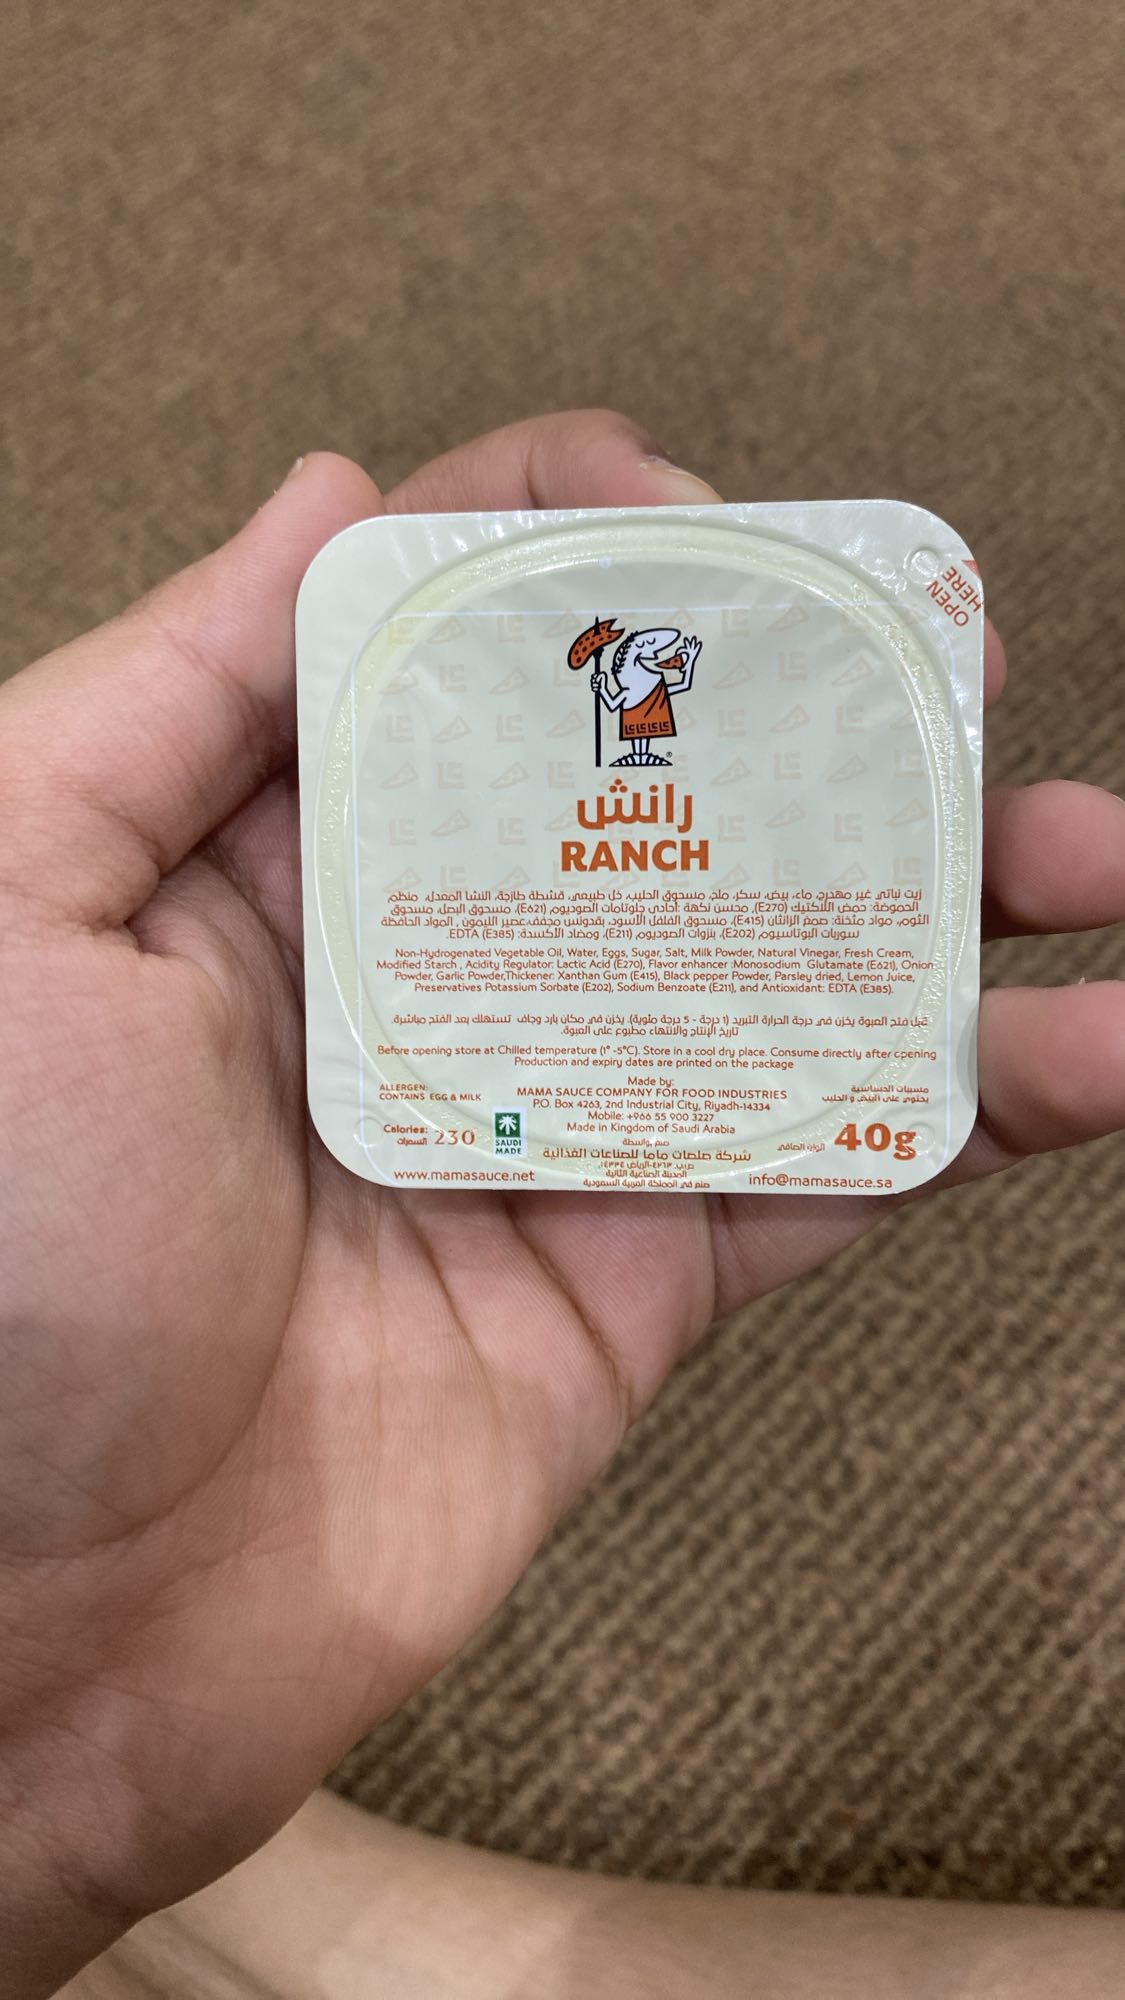 OPEN
HERE
رانش
RANCH
زيت نباتي غير مهدرج، ماء، بيض، سكر، ملح، مسحوق الحليب، خل طبيعي، قشطة طازجة، النشا المعدل، منظم
الحموضة: حمض اللاكتيك (E270)، محسن نكهة :أحادي جلوتامات الصوديوم (E621)، مسحوق البصل، مسحوق
الثوم، مواد مثخنة: صمغ الزانثان (E415)، مسحوق الفلفل الأسود، بقدونس مجفف، عصير الليمون , المواد الحافظة
سوربات البوتاسيوم (E202)، بنزوات الصوديوم (E211)، ومضاد الأكسدة: EDTA (E385).
Non-Hydrogenated Vegetable Oil, Water, Eggs, Sugar, Salt, Milk Powder, Natural Vinegar, Fresh Cream,
Modified Starch , Acidity Regulator: Lactic Acid (E270), Flavor enhancer :Monosodium Glutamate (E621), Onion
Powder, Garlic Powder,Thickener: Xanthan Gum (E415), Black pepper Powder, Parsley dried, Lemon Juice,
Preservatives Potassium Sorbate (E202), Sodium Benzoate (E211), and Antioxidant: EDTA (E385).
قبل فتح العبوة يخزن في درجة الحرارة التبريد (1 درجة - 5 درجة مئوية). يخزن في مكان بارد وجاف تستهلك بعد الفتح مباشرة.
تاريخ الإنتاج والانتهاء مطبوع على العبوة.
Before opening store at Chilled temperature (1° -5°C). Store in a cool dry place. Consume directly after opening
Production and expiry dates are printed on the package
ALLERGEN:
CONTAINS EGG & MILK
Made by:
MAMA SAUCE COMPANY FOR FOOD INDUSTRIES
P.O. Box 4263, 2nd Industrial City, Riyadh-14334
Mobile: +966 55 900 3227
Made in Kingdom of Saudi Arabia
مسببات الحساسية
يحتوي على البيض و الحليب
Calories: 230
السعرات
SAUDI
MADE
صنع بواسطة
شركة صلصات ماما للصناعات الغذائية
ص.ب. ٤٢٦٣-الرياض ١٤٣٣٤.
المدينة الصناعية الثانية
صنع في المملكة العربية السعودية
الوزن الصافي 40g
www.mamasauce.net
info@mamasauce.sa